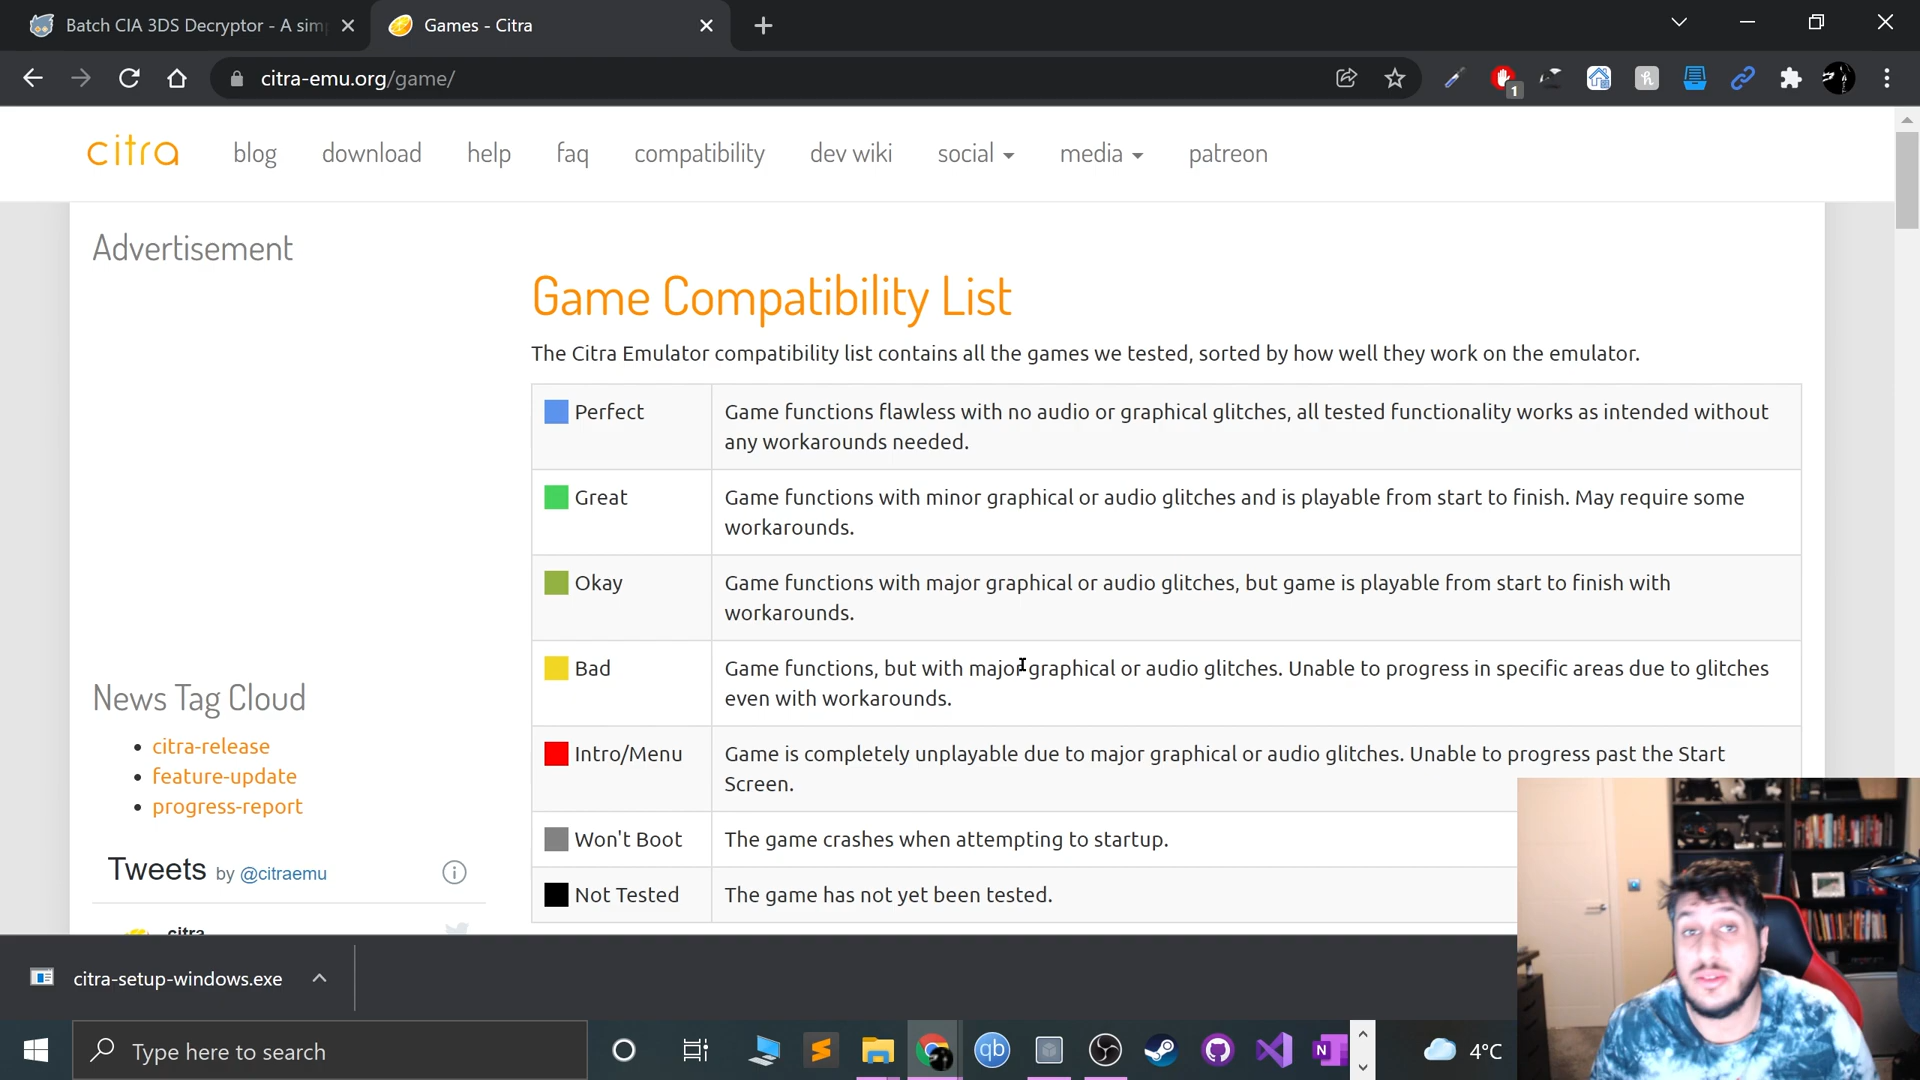 Batch CIA 3DS Decryptor - A sim
Games - Citra
citra-emu.org/game/
1
citra
blog
download
help
faq
compatibility
dev wiki
social
media
patreon
Advertisement
Game Compatibility List
The Citra Emulator compatibility list contains all the games we tested, sorted by how well they work on the emulator.
Perfect
Game functions flawless with no audio or graphical glitches, all tested functionality works as intended without
any workarounds needed.
Great
Game functions with minor graphical or audio glitches and is playable from start to finish. May require some
workarounds.
Okay
Game functions with major graphical or audio glitches, but game is playable from start to finish with
workarounds.
Bad
Game functions, but with major graphical or audio glitches. Unable to progress in specific areas due to glitches
even with workarounds.
Intro/Menu
Game is completely unplayable due to major graphical or audio glitches. Unable to progress past the Start
Screen.
Won't Boot
The game crashes when attempting to startup.
Not Tested
The game has not yet been tested.
News Tag Cloud
citra-release
feature-update
progress-report
Tweets by @citraemu
citra
citra-setup-windows.exe
Type here to search
qb
N
4°C